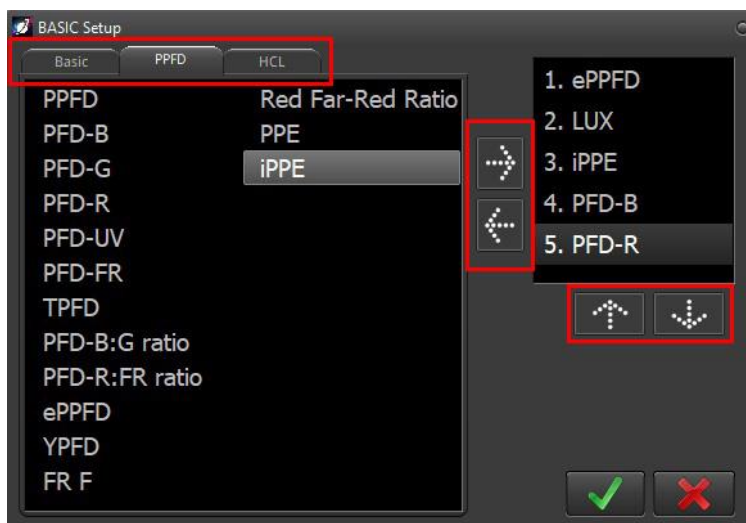 BASIC Setup
Basic PPFD HCL
PPFD
PFD-B
PFD-G
PFD-R
PFD-UV
PFD-FR
TPFD
PFD-B:G ratio
PFD-R:FR ratio
ePPFD
YPFD
FR F
Red Far-Red Ratio
PPE
iPPE
1. ePPFD
2. LUX
3. iPPE
4. PFD-B
5. PFD-R